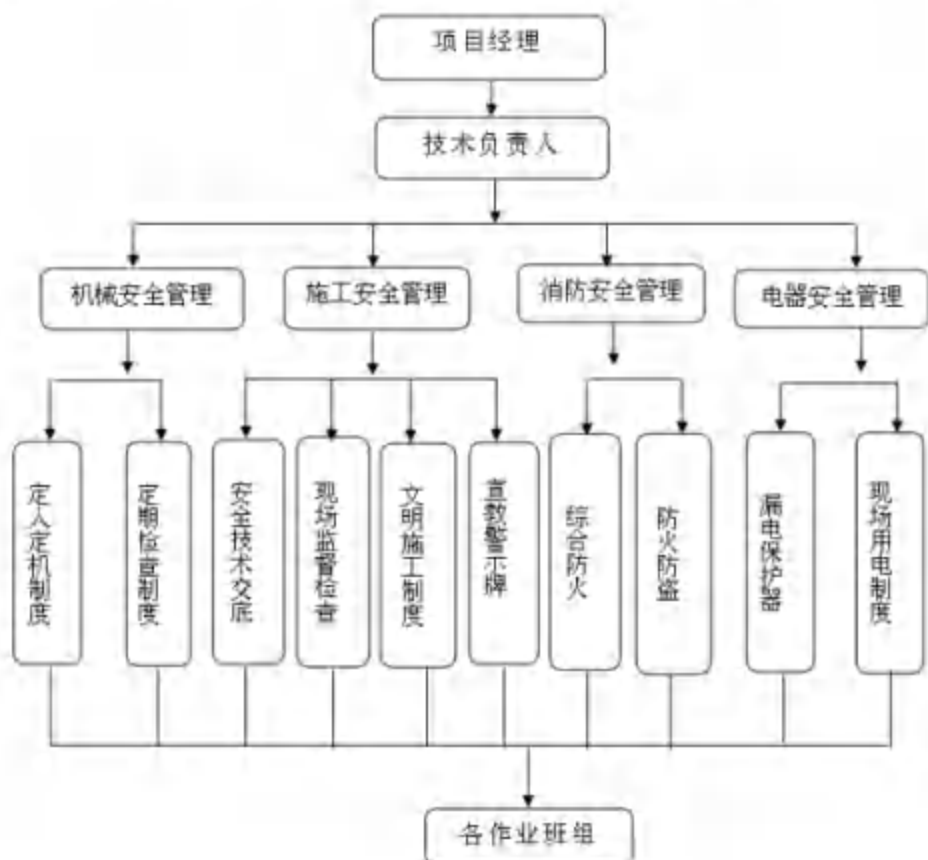 项目经理
技术负责人
机械安全管理
施工安全管理
消防安全管理
电器安全管理
定人定机制度
定期检查制度
安全技术交底
现场监督检查
文明施工制度
宣教警示牌
综合防火
防火防盗
漏电保护器
现场用电制度
各作业班组